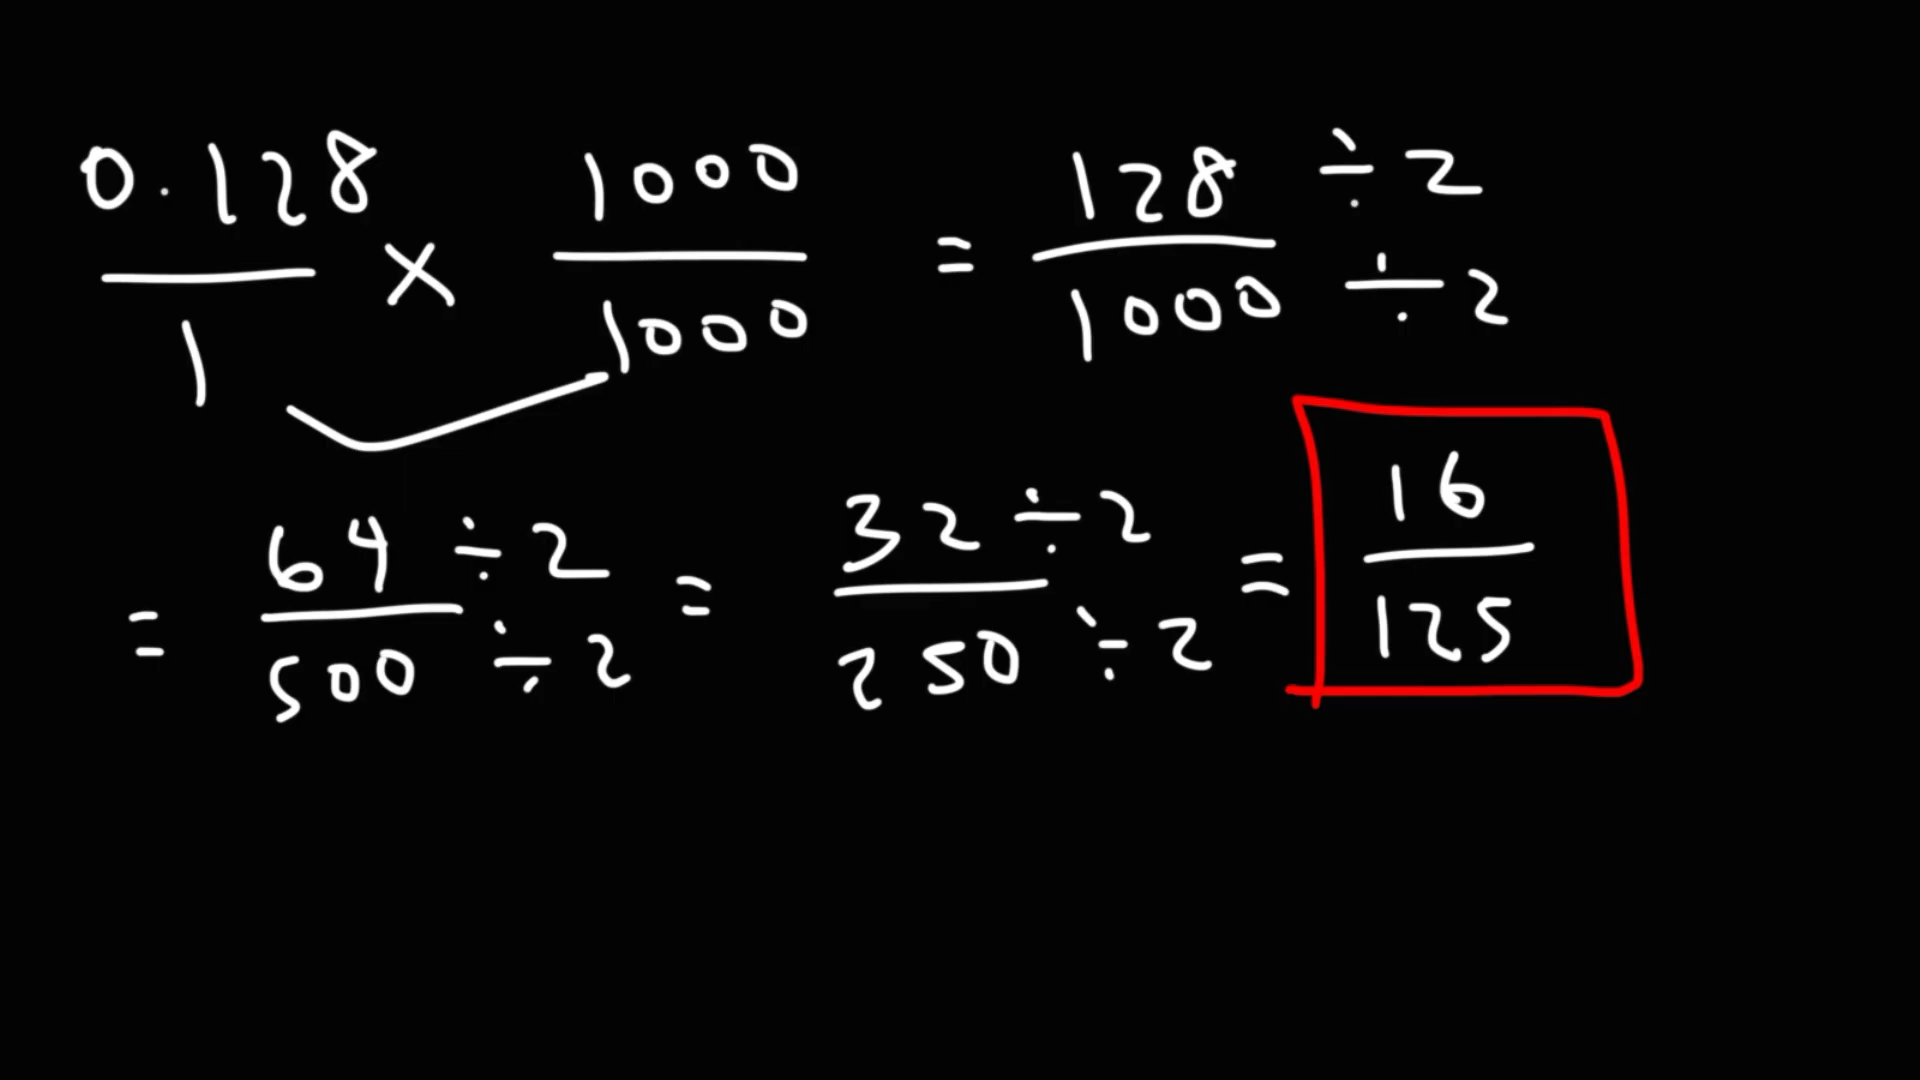 0.128/1 × 1000/1000 = 128/1000 ÷2/÷2
= 64/500 ÷2/÷2 = 32/250 ÷2/÷2 = 16/125